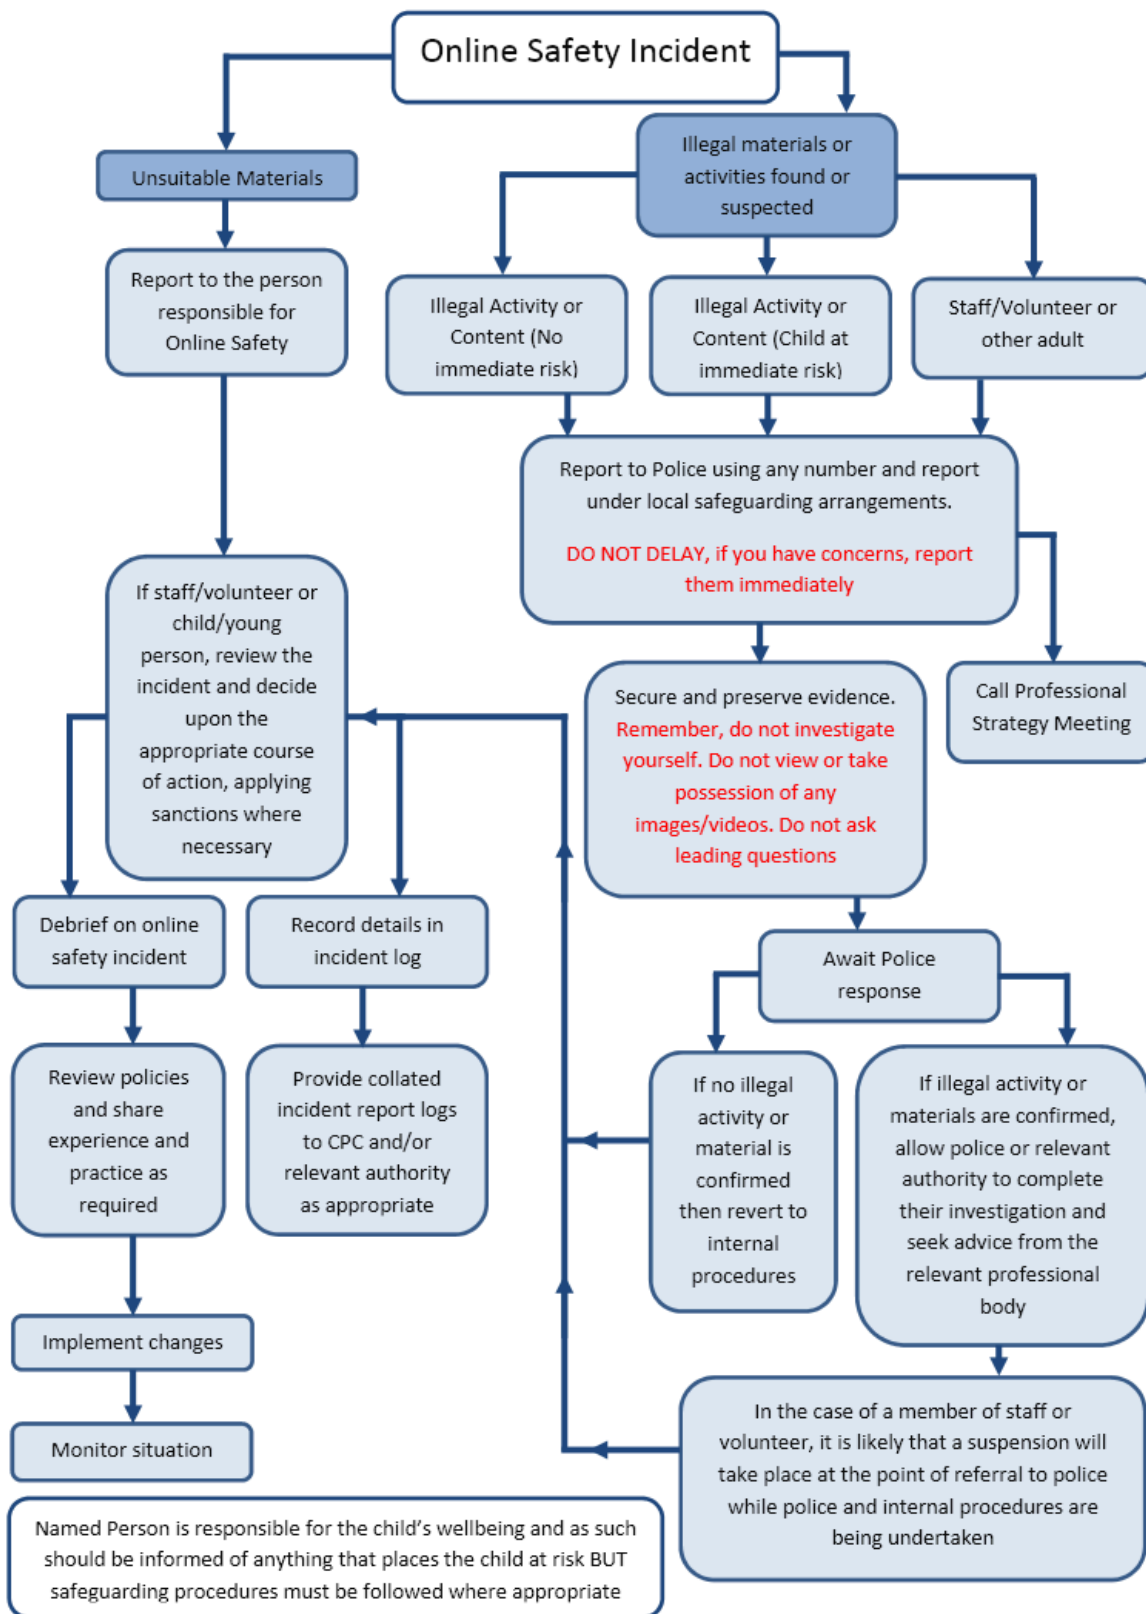 Online Safety Incident
Unsuitable Materials
Illegal materials or
activities found or
suspected
Report to the person
responsible for
Online Safety
Illegal Activity or
Content (No
immediate risk)
Illegal Activity or
Content (Child at
immediate risk)
Staff/Volunteer or
other adult
Report to Police using any number and report
under local safeguarding arrangements.
DO NOT DELAY, if you have concerns, report
them immediately
If staff/volunteer or
child/young
person, review the
incident and decide
upon the
appropriate course
of action, applying
sanctions where
necessary
Secure and preserve evidence.
Remember, do not investigate
yourself. Do not view or take
possession of any
images/videos. Do not ask
leading questions
Call Professional
Strategy Meeting
Debrief on online
safety incident
Record details in
incident log
Await Police
response
Review policies
and share
experience and
practice as
required
Provide collated
incident report logs
to CPC and/or
relevant authority
as appropriate
If no illegal
activity or
material is
confirmed
then revert to
internal
procedures
If illegal activity or
materials are confirmed,
allow police or relevant
authority to complete
their investigation and
seek advice from the
relevant professional
body
Implement changes
Monitor situation
In the case of a member of staff or
volunteer, it is likely that a suspension will
take place at the point of referral to police
while police and internal procedures are
being undertaken
Named Person is responsible for the child's wellbeing and as such
should be informed of anything that places the child at risk BUT
safeguarding procedures must be followed where appropriate